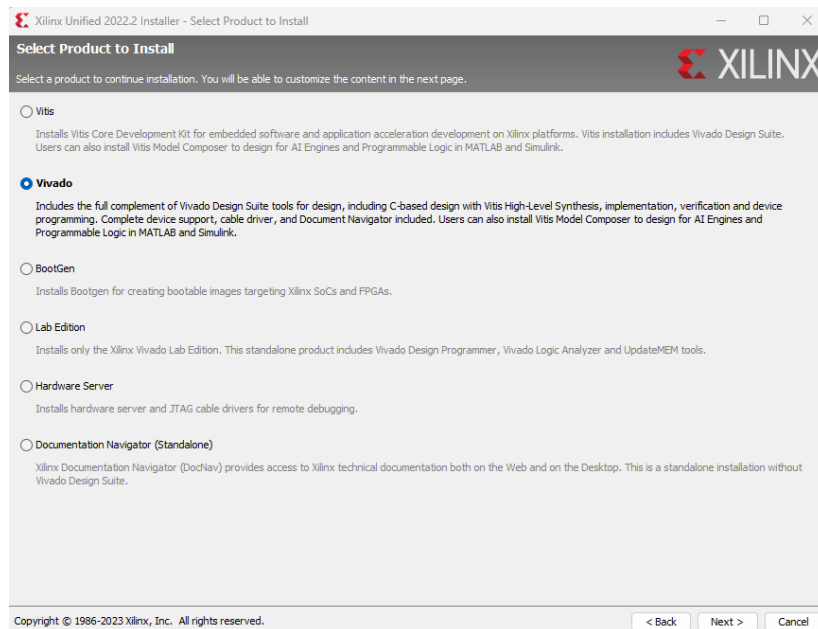 Xilinx Unified 2022.2 Installer - Select Product to Install
Select Product to Install
XILINX
Select a product to continue installation. You will be able to customize the content in the next page.
Vitis
Installs Vitis Core Development Kit for embedded software and application acceleration development on Xilinx platforms. Vitis installation includes Vivado Design Suite.
Users can also install Vitis Model Composer to design for AI Engines and Programmable Logic in MATLAB and Simulink.
Vivado
Includes the full complement of Vivado Design Suite tools for design, including C-based design with Vitis High-Level Synthesis, implementation, verification and device
programming. Complete device support, cable driver, and Document Navigator included. Users can also install Vitis Model Composer to design for AI Engines and
Programmable Logic in MATLAB and Simulink.
BootGen
Installs Bootgen for creating bootable images targeting Xilinx SoCs and FPGAs.
Lab Edition
Installs only the Xilinx Vivado Lab Edition. This standalone product includes Vivado Design Programmer, Vivado Logic Analyzer and UpdateMEM tools.
Hardware Server
Installs hardware server and JTAG cable drivers for remote debugging.
Documentation Navigator (Standalone)
Xilinx Documentation Navigator (DocNav) provides access to Xilinx technical documentation both on the Web and on the Desktop. This is a standalone installation without
Vivado Design Suite.
Copyright © 1986-2023 Xilinx, Inc. All rights reserved.
< Back Next > Cancel